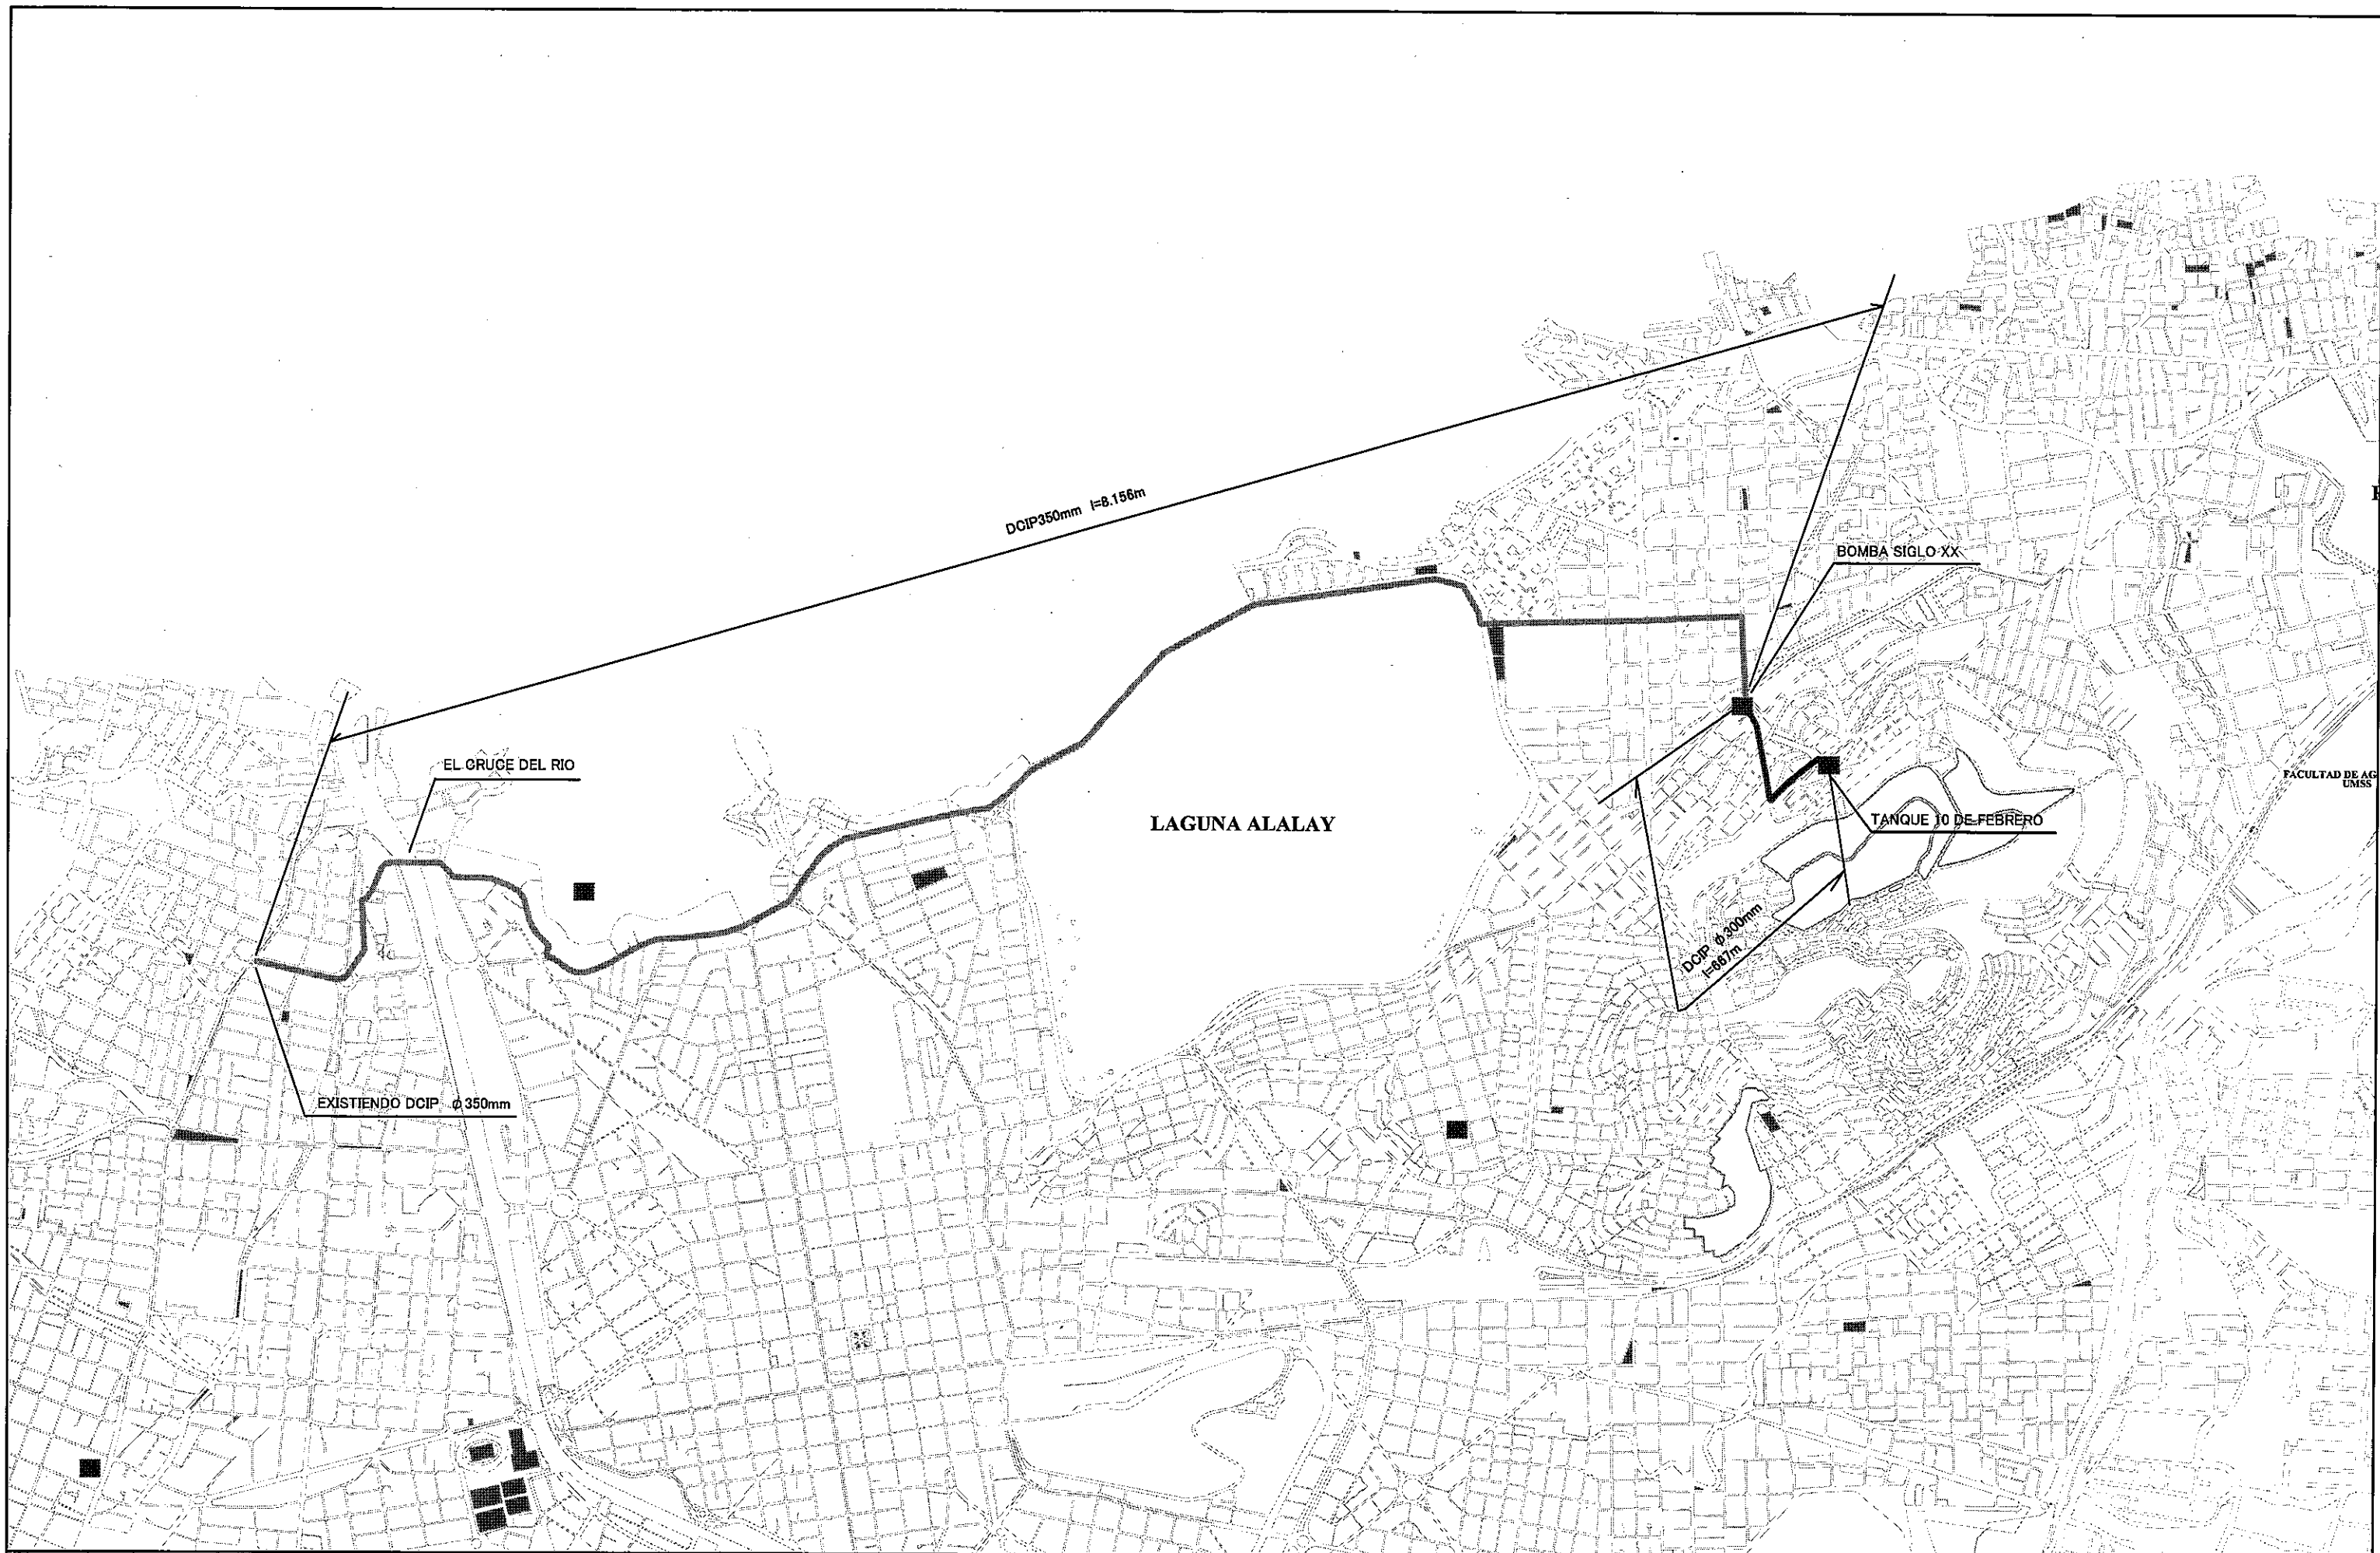 DCIP350mm l=8.156m
BOMBA SIGLO XX
EL CRUCE DEL RIO
FACULTAD DE AG
UMSS
LAGUNA ALALAY
TANQUE 10 DE FEBRERO
DCIP φ300mm
l=667m
EXISTIENDO DCIP φ350mm